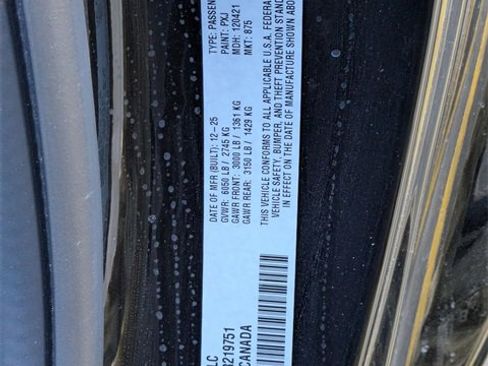 DATE OF MFR (BUILT): 12-25
TYPE: PASSEN
GVWR: 6050 LB / 2745 KG
PAINT: PXJ
GAWR FRONT: 3000 LB / 1361 KG
MDH: 120421
GAWR REAR: 3150 LB / 1429 KG
MKT: 875
THIS VEHICLE CONFORMS TO ALL APPLICABLE U.S.A. FEDERAL
VEHICLE SAFETY, BUMPER, AND THEFT PREVENTION STAND
IN EFFECT ON THE DATE OF MANUFACTURE SHOWN ABO
LC
219751
CANADA